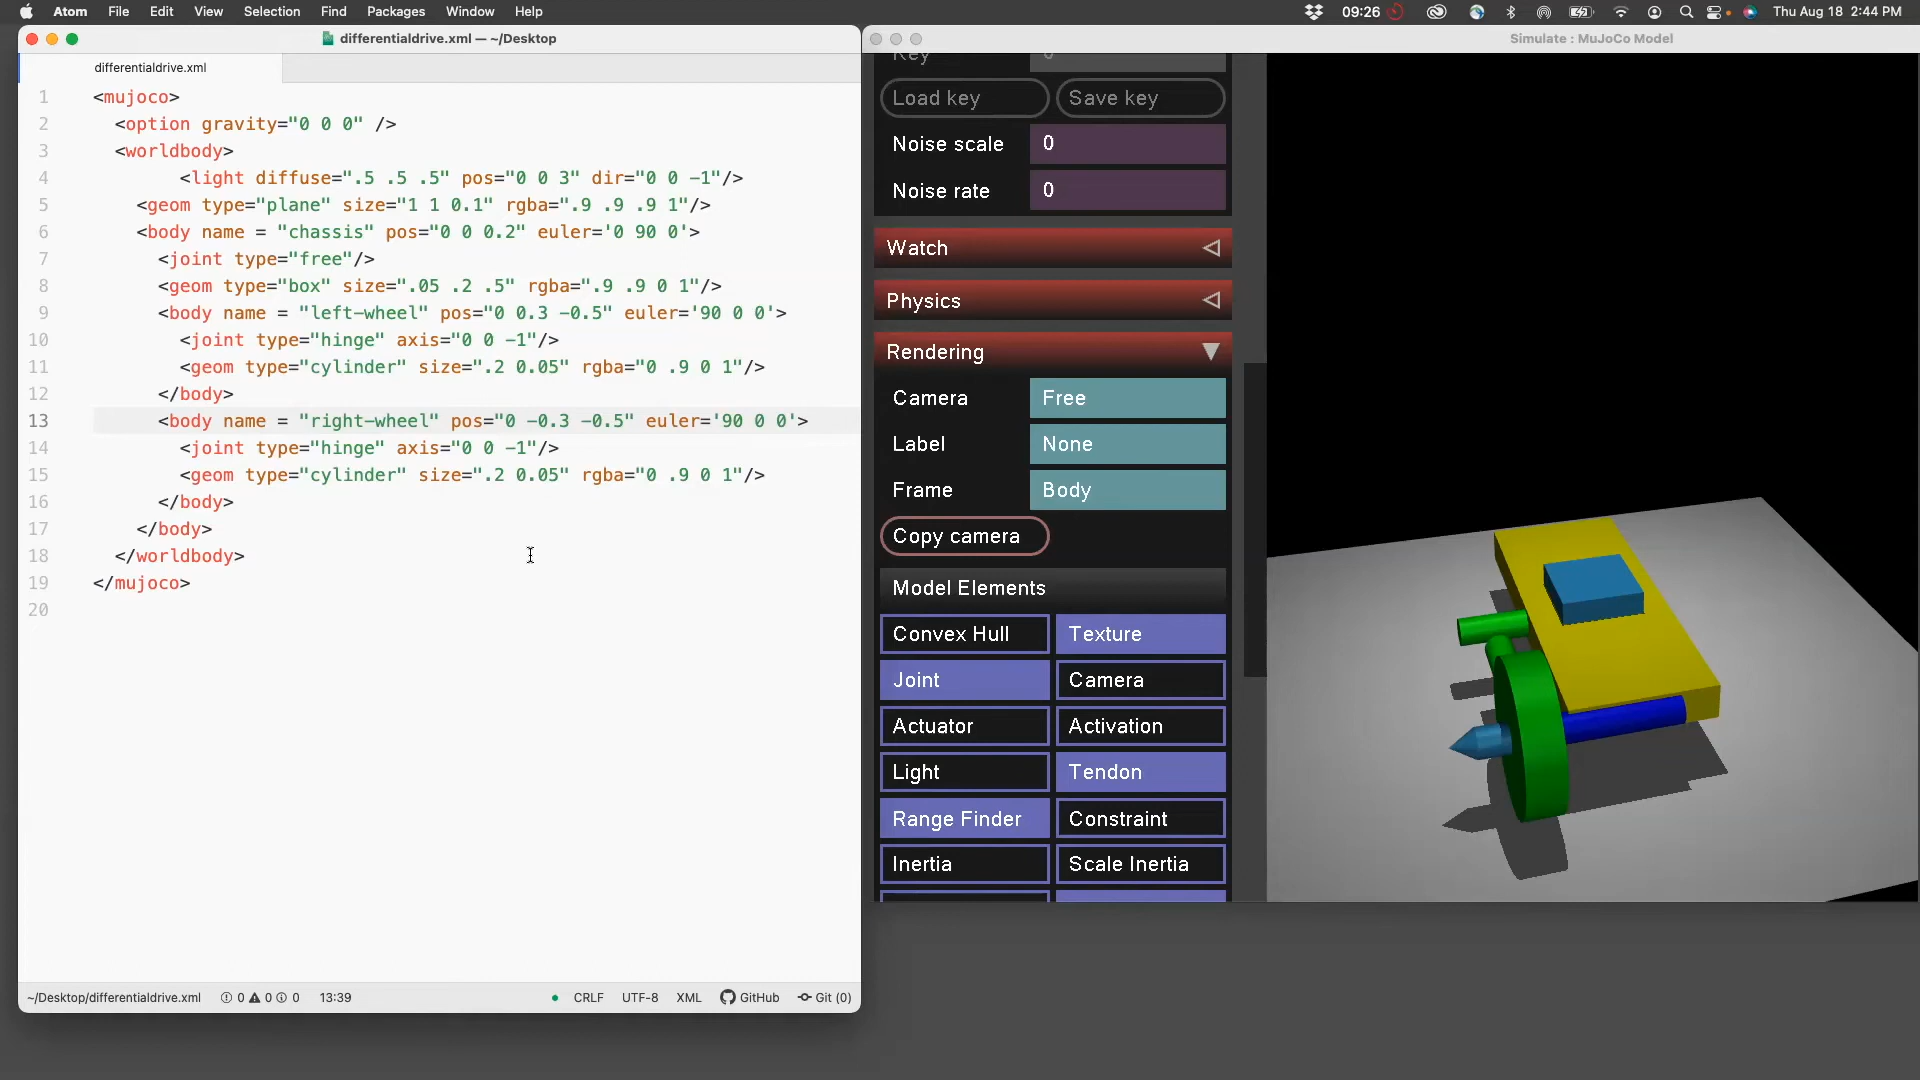 Atom File Edit View Selection Find Packages Window Help
09:26 Thu Aug 18 2:44 PM
differentialdrive.xml — ~/Desktop
differentialdrive.xml
1 <mujoco>
2 <option gravity="0 0 0" />
3 <worldbody>
4 <light diffuse=".5 .5 .5" pos="0 0 3" dir="0 0 -1"/>
5 <geom type="plane" size="1 1 0.1" rgba=".9 .9 .9 1"/>
6 <body name = "chassis" pos="0 0 0.2" euler='0 90 0'>
7 <joint type="free"/>
8 <geom type="box" size=".05 .2 .5" rgba=".9 .9 0 1"/>
9 <body name = "left-wheel" pos="0 0.3 -0.5" euler='90 0 0'>
10 <joint type="hinge" axis="0 0 -1"/>
11 <geom type="cylinder" size=".2 0.05" rgba="0 .9 0 1"/>
12 </body>
13 <body name = "right-wheel" pos="0 -0.3 -0.5" euler='90 0 0'>
14 <joint type="hinge" axis="0 0 -1"/>
15 <geom type="cylinder" size=".2 0.05" rgba="0 .9 0 1"/>
16 </body>
17 </body>
18 </worldbody>
19 </mujoco>
20
~/Desktop/differentialdrive.xml 0 0 0 13:39 CRLF UTF-8 XML GitHub Git (0)
Simulate : MuJoCo Model
Key 0
Load key Save key
Noise scale 0
Noise rate 0
Watch
Physics
Rendering
Camera Free
Label None
Frame Body
Copy camera
Model Elements
Convex Hull Texture
Joint Camera
Actuator Activation
Light Tendon
Range Finder Constraint
Inertia Scale Inertia